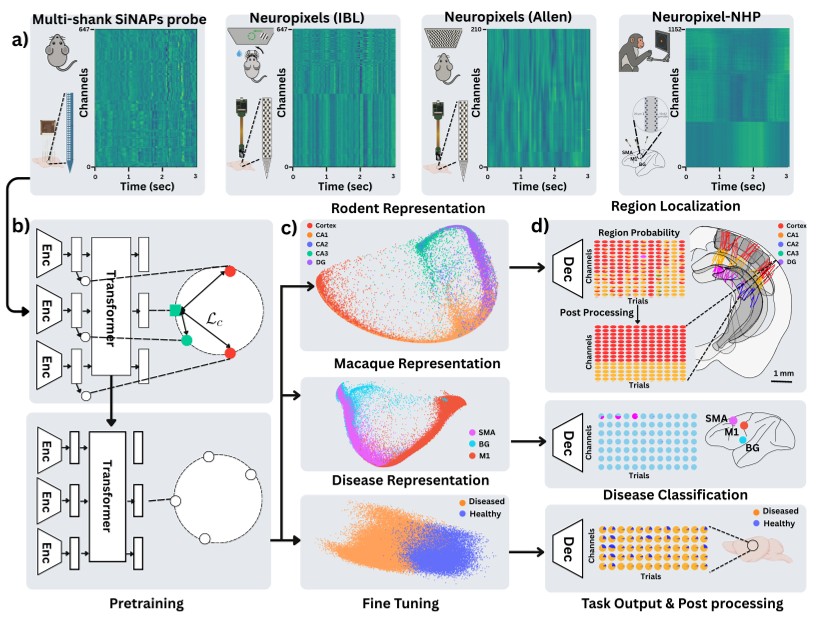 a)
Multi-shank SiNAPs probe
647
Channels
0
0 1 2 3
Time (sec)
Neuropixels (IBL)
647
Channels
0
0 1 2 3
Time (sec)
Neuropixels (Allen)
210
Channels
0
0 1 2 3
Time (sec)
Neuropixel-NHP
1152
Channels
0
0 1 2 3
Time (sec)
SMA
M1
BG
b)
Enc
Enc
Enc
Transformer
ℒc
Enc
Enc
Enc
Transformer
Pretraining
c)
Rodent Representation
Cortex
CA1
CA2
CA3
DG
Macaque Representation
SMA
BG
M1
Disease Representation
Diseased
Healthy
Fine Tuning
d)
Region Localization
Dec
Region Probability
Channels
Trials
Post Processing
Channels
Trials
Cortex
CA1
CA2
CA3
DG
1 mm
Dec
Channels
Trials
SMA
M1
BG
Disease Classification
Dec
Channels
Trials
Diseased
Healthy
Task Output & Post processing